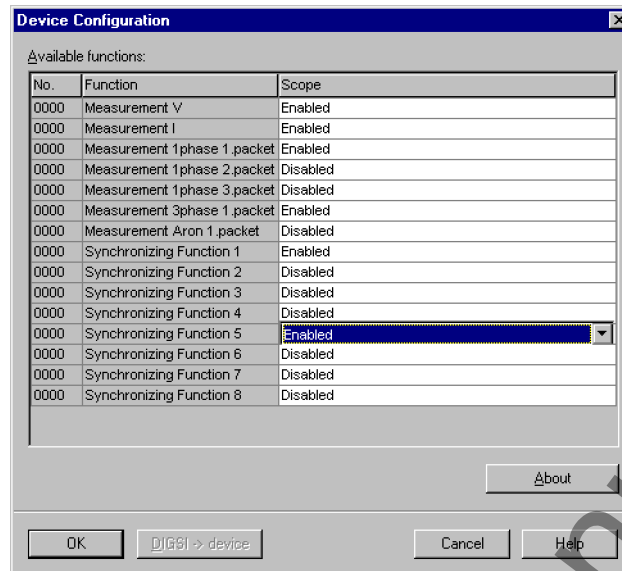 Device Configuration
Available functions:
No. Function Scope
0000 Measurement V Enabled
0000 Measurement I Enabled
0000 Measurement 1phase 1.packet Enabled
0000 Measurement 1phase 2.packet Disabled
0000 Measurement 1phase 3.packet Disabled
0000 Measurement 3phase 1.packet Enabled
0000 Measurement Aron 1.packet Disabled
0000 Synchronizing Function 1 Enabled
0000 Synchronizing Function 2 Disabled
0000 Synchronizing Function 3 Disabled
0000 Synchronizing Function 4 Disabled
0000 Synchronizing Function 5 Enabled
0000 Synchronizing Function 6 Disabled
0000 Synchronizing Function 7 Disabled
0000 Synchronizing Function 8 Disabled
About
OK DIGSI -> device Cancel Help